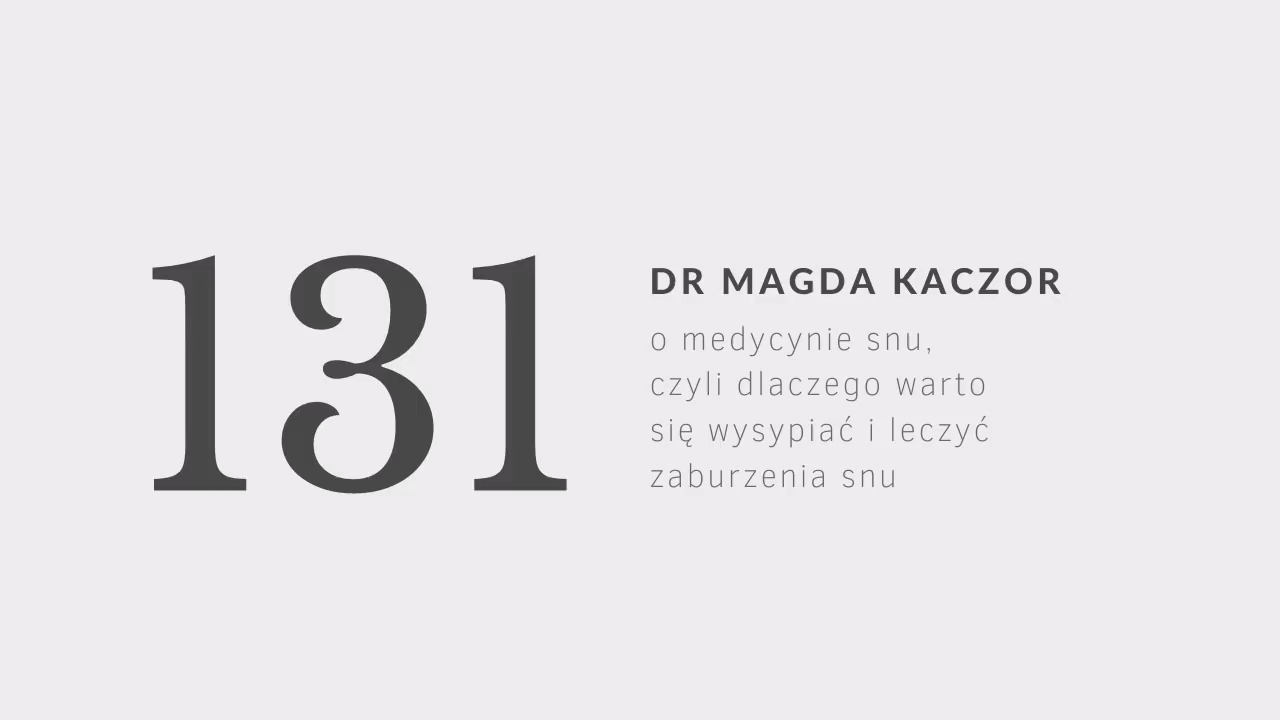 131
DR MAGDA KACZOR
o medycynie snu,
czyli dlaczego warto
się wysypiać i leczyć
zaburzenia snu